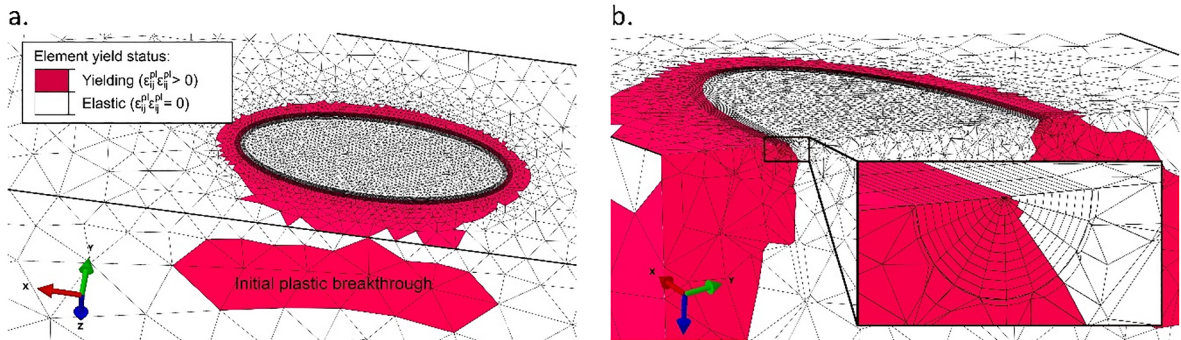 a.
Element yield status:
Yielding (ε^pl_ij ε^pl_ij > 0)
Elastic (ε^pl_ij ε^pl_ij = 0)
Initial plastic breakthrough
X
Y
Z
b.
X
Y